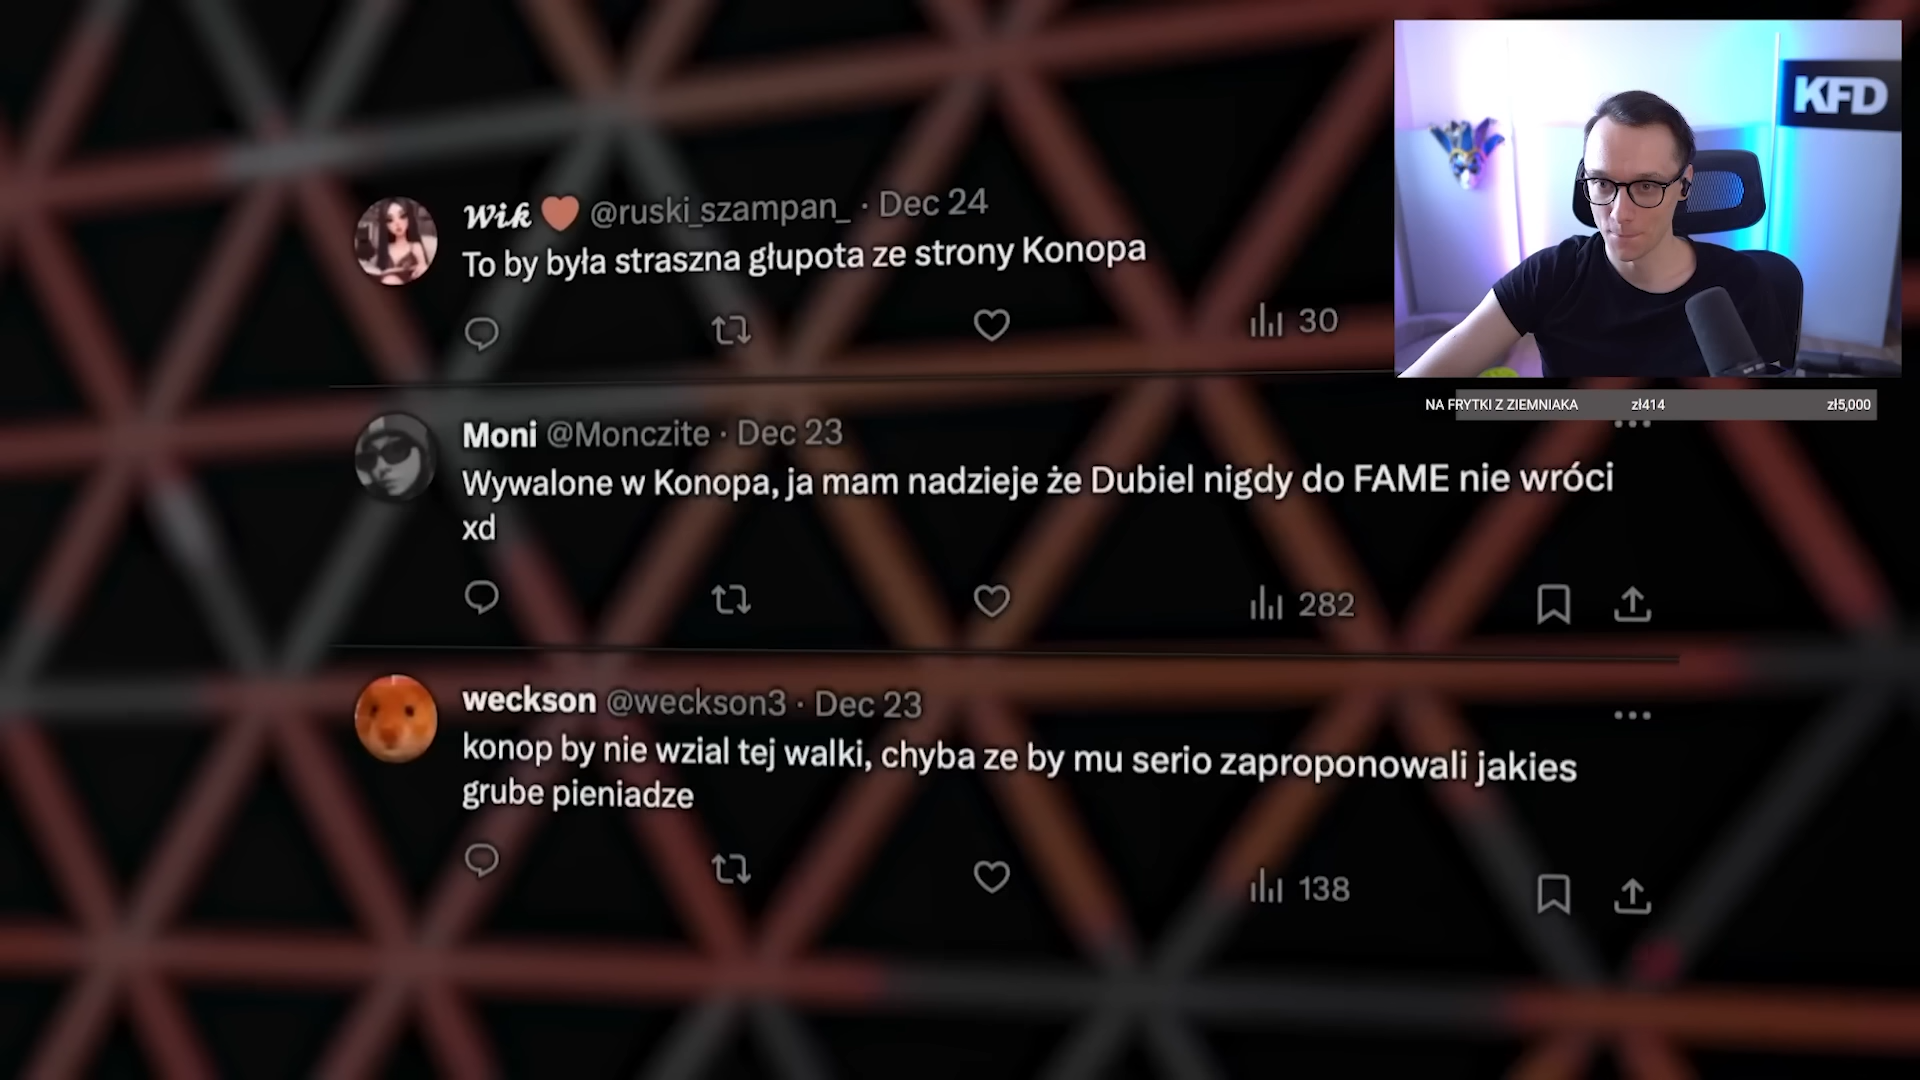 KFD
NA FRYTKI Z ZIEMNIAKA zł414 zł5,000
Wik @ruski_szampan_ · Dec 24
To by była straszna głupota ze strony Konopa
30
Moni @Monczite · Dec 23
Wywalone w Konopa, ja mam nadzieje że Dubiel nigdy do FAME nie wróci
xd
282
weckson @weckson3 · Dec 23
konop by nie wzial tej walki, chyba ze by mu serio zaproponowali jakies
grube pieniadze
138